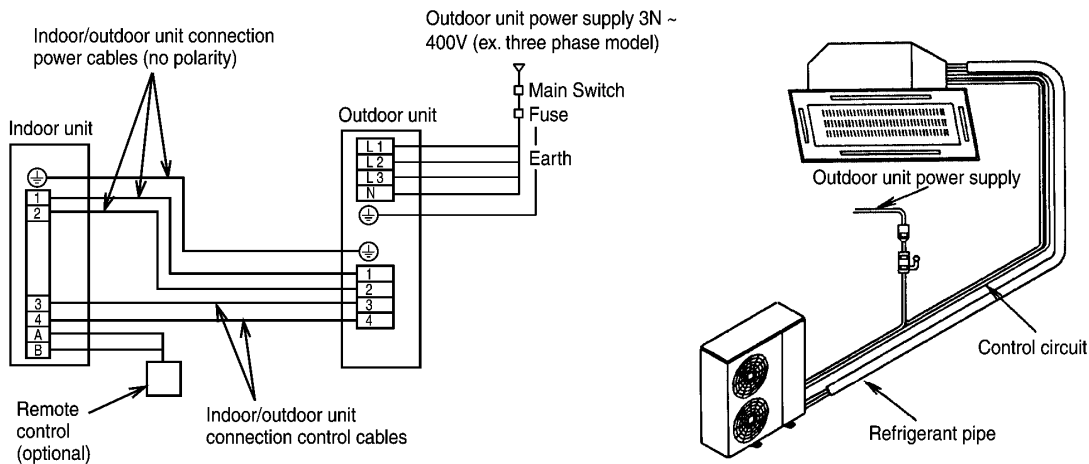 Outdoor unit power supply 3N ~
400V (ex. three phase model)
Indoor/outdoor unit connection
power cables (no polarity)
Main Switch
Fuse
Earth
Indoor unit
1
2
3
4
A
B
Outdoor unit
L1
L2
L3
N
1
2
3
4
Remote
control
(optional)
Indoor/outdoor unit
connection control cables
Outdoor unit power supply
Control circuit
Refrigerant pipe